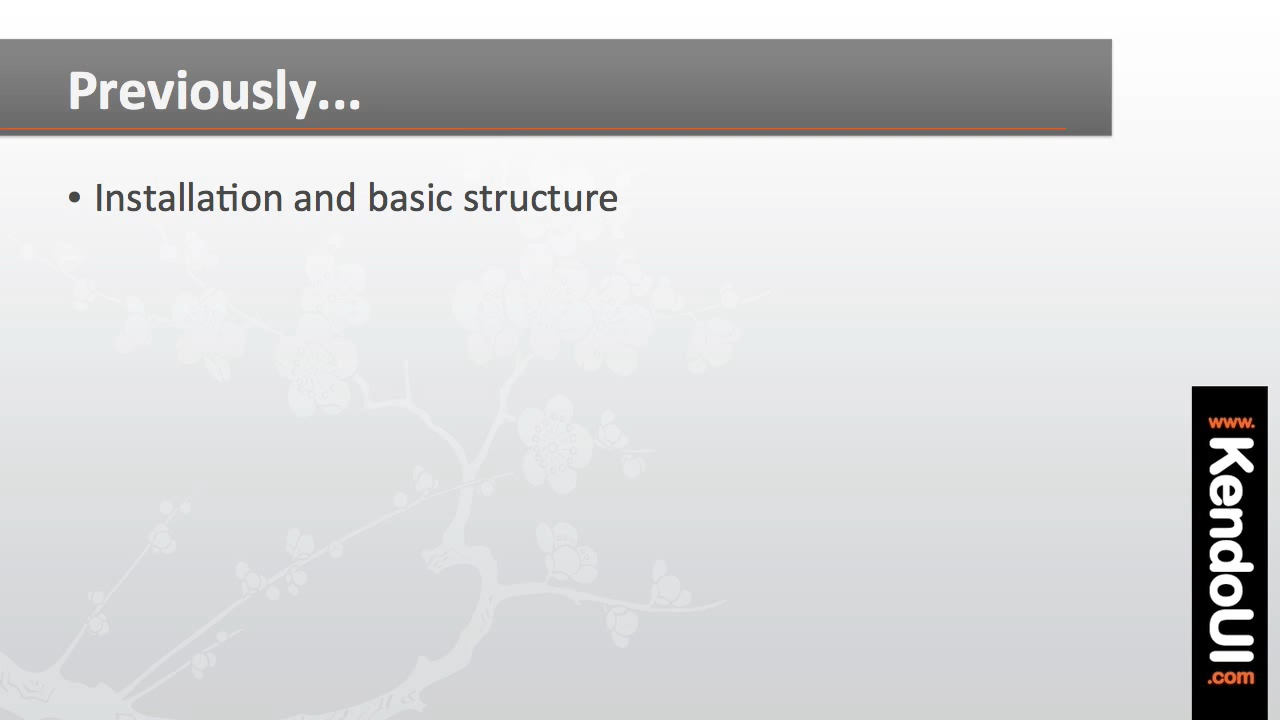 Previously...
• Installation and basic structure
www.
KendoUI
.com